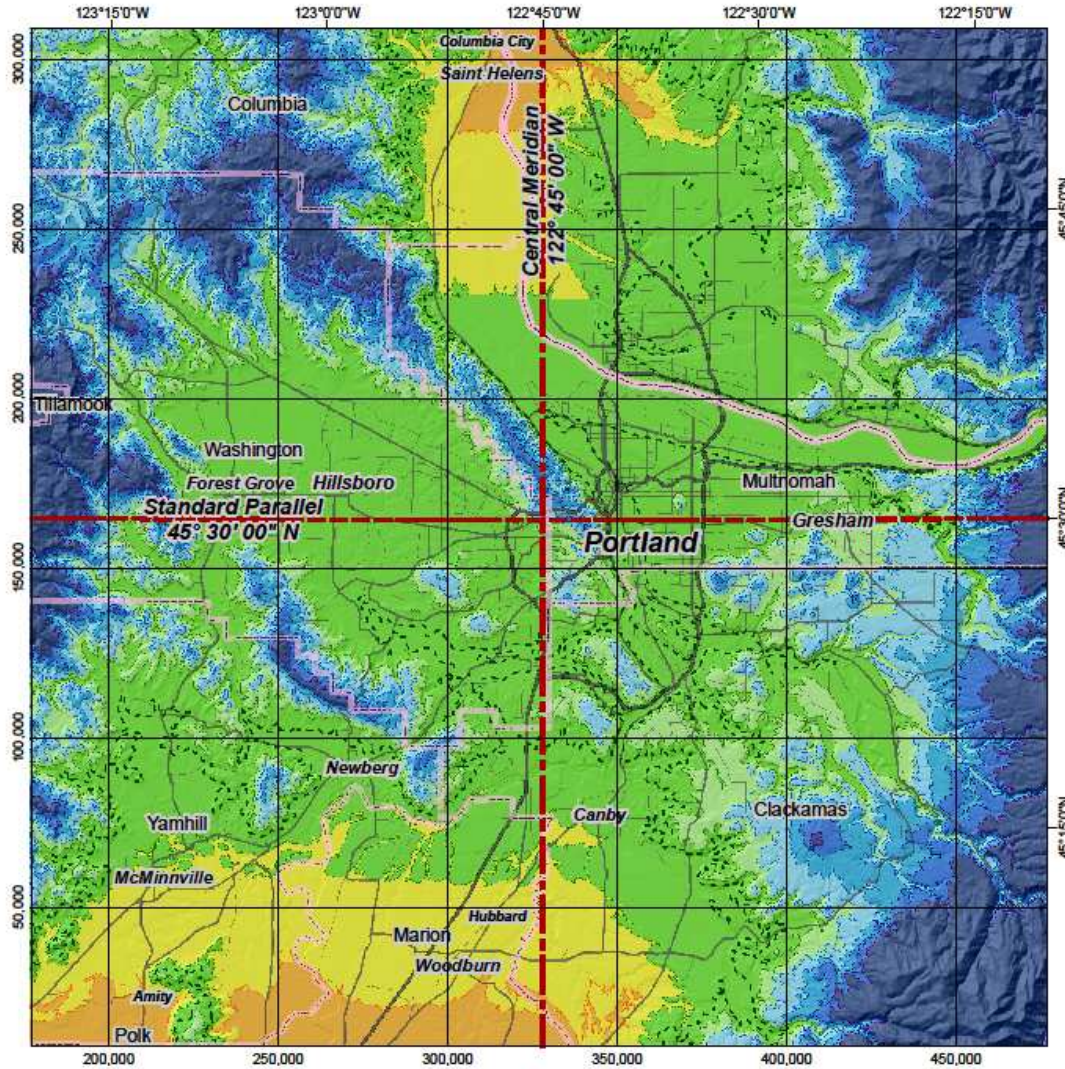 123°15'0"W 123°0'0"W 122°45'0"W 122°30'0"W 122°15'0"W
Columbia City
Saint Helens
Columbia
Central Meridian
122° 45' 00" W
300,000
250,000
200,000
150,000
100,000
50,000
45°45'0"N
45°30'0"N
45°15'0"N
Tillamook
Washington
Forest Grove Hillsboro
Multnomah
Standard Parallel
45° 30' 00" N
Gresham
Portland
Newberg
Yamhill
Canby
Clackamas
McMinnville
Hubbard
Marion
Woodburn
Amity
Polk
200,000 250,000 300,000 350,000 400,000 450,000